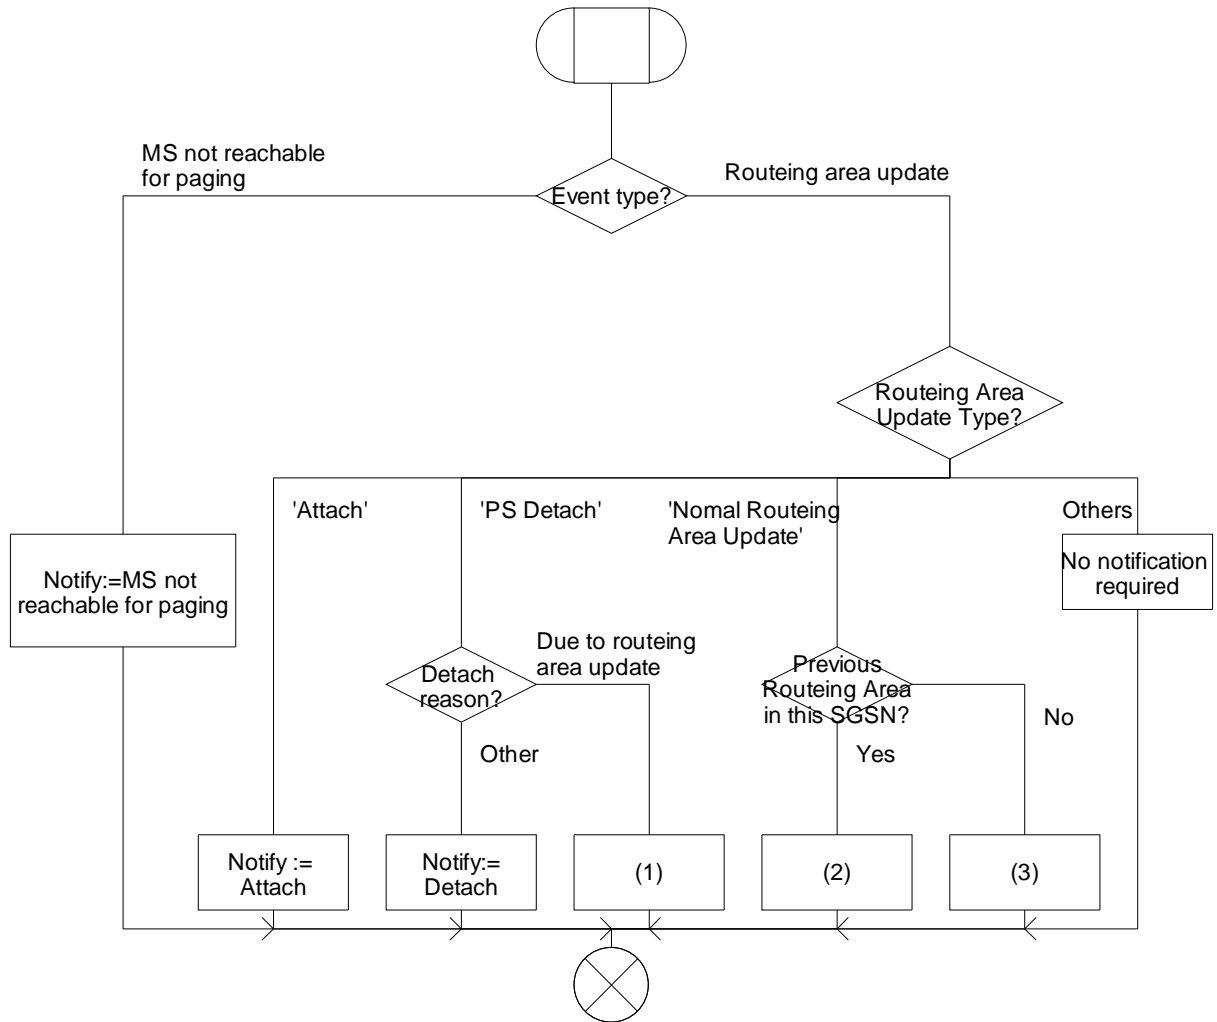 MS not reachable
for paging
Routeing area update
Event type?
Routeing Area
Update Type?
'Attach'
'PS Detach'
'Nomal Routeing
Area Update'
Others
Notify:=MS not
reachable for paging
No notification
required
Due to routeing
area update
Detach
reason?
Previous
Routeing Area
in this SGSN?
No
Other
Yes
Notify :=
Attach
Notify:=
Detach
(1)
(2)
(3)